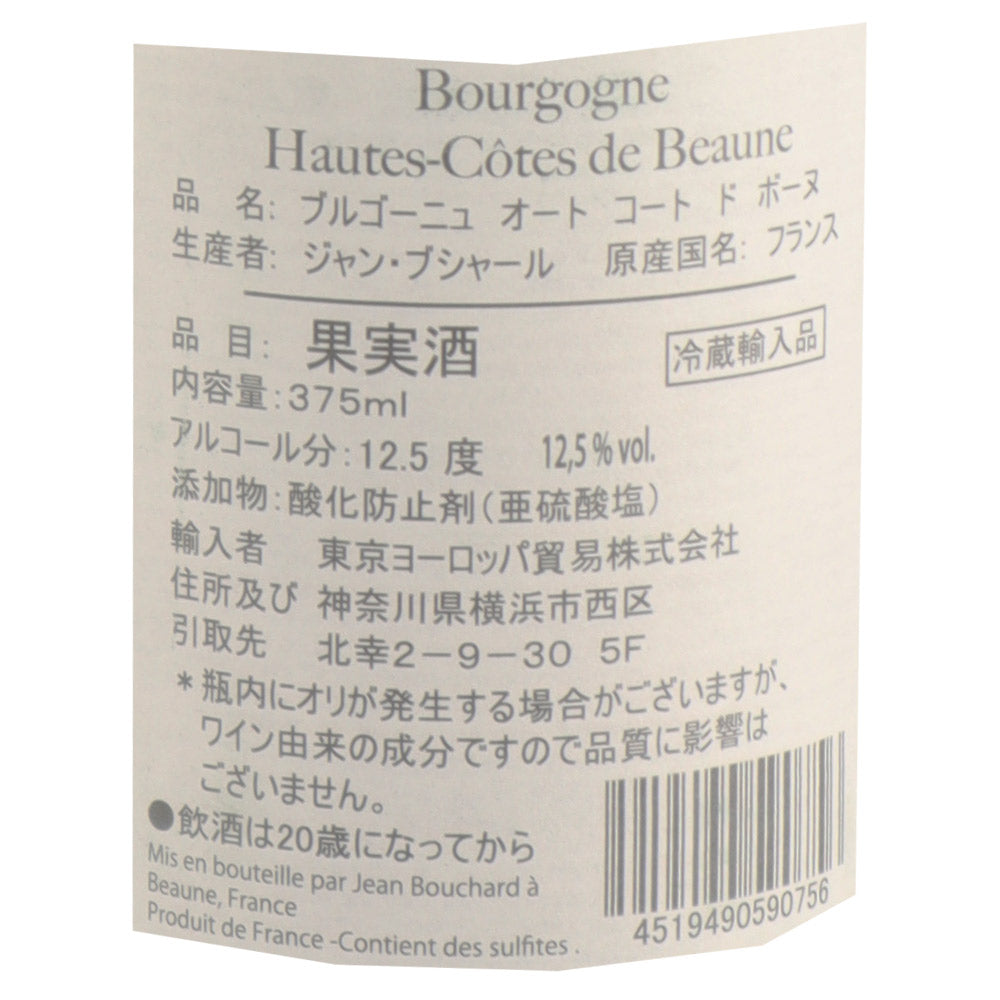 Bourgogne
Hautes-Côtes de Beaune
品　名: ブルゴーニュ　オート　コート　ド　ボーヌ
生産者: ジャン・ブシャール　原産国名: フランス
品　目: 果実酒　冷蔵輸入品
内容量:375ml
アルコール分:12.5 度　12,5 % vol.
添加物:酸化防止剤（亜硫酸塩）
輸入者　東京ヨーロッパ貿易株式会社
住所及び　神奈川県横浜市西区
引取先　北幸2－9－30 5F
*瓶内にオリが発生する場合がございますが、
ワイン由来の成分ですので品質に影響は
ございません。
●飲酒は20歳になってから
Mis en bouteille par Jean Bouchard à
Beaune, France
Produit de France -Contient des sulfites .
4519490590756